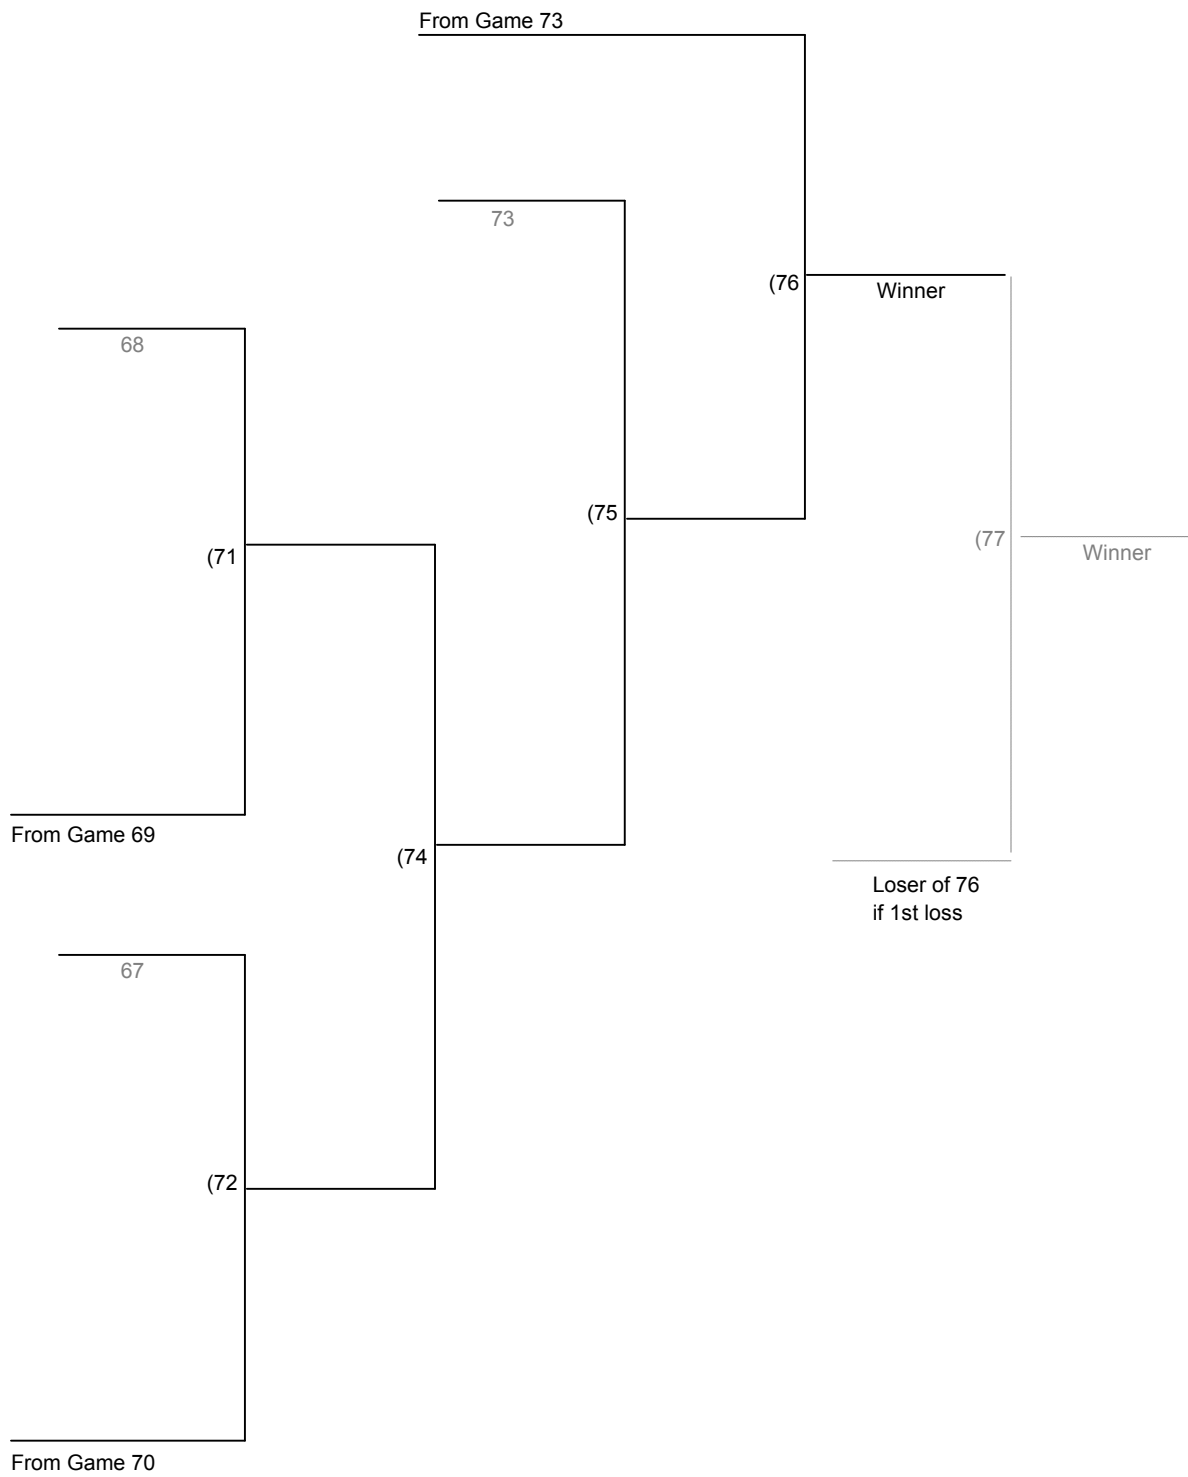 From Game 73
73
(76
Winner
68
(75
(77
Winner
(71
From Game 69
(74
Loser of 76
if 1st loss
67
(72
From Game 70